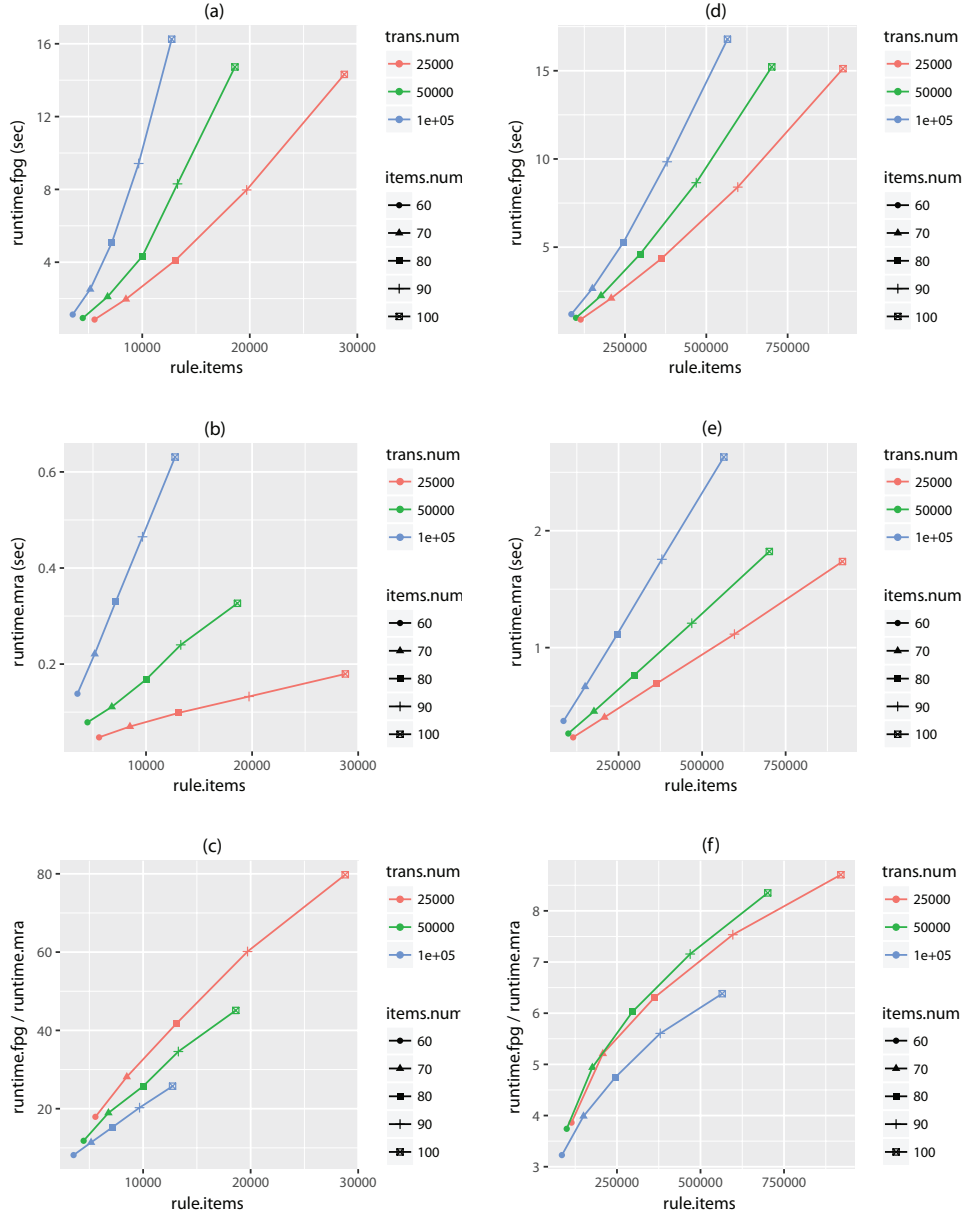 (a)
runtime.fpg (sec)
16
12
8
4
10000 20000 30000
rule.items
trans.num
25000
50000
1e+05
items.num
60
70
80
90
100
(d)
runtime.fpg (sec)
15
10
5
250000 500000 750000
rule.items
trans.num
25000
50000
1e+05
items.num
60
70
80
90
100
(b)
runtime.mra (sec)
0.6
0.4
0.2
10000 20000 30000
rule.items
trans.num
25000
50000
1e+05
items.num
60
70
80
90
100
(e)
runtime.mra (sec)
2
1
250000 500000 750000
rule.items
trans.num
25000
50000
1e+05
items.num
60
70
80
90
100
(c)
runtime.fpg / runtime.mra
80
60
40
20
10000 20000 30000
rule.items
trans.num
25000
50000
1e+05
items.num
60
70
80
90
100
(f)
runtime.fpg / runtime.mra
8
7
6
5
4
3
250000 500000 750000
rule.items
trans.num
25000
50000
1e+05
items.num
60
70
80
90
100